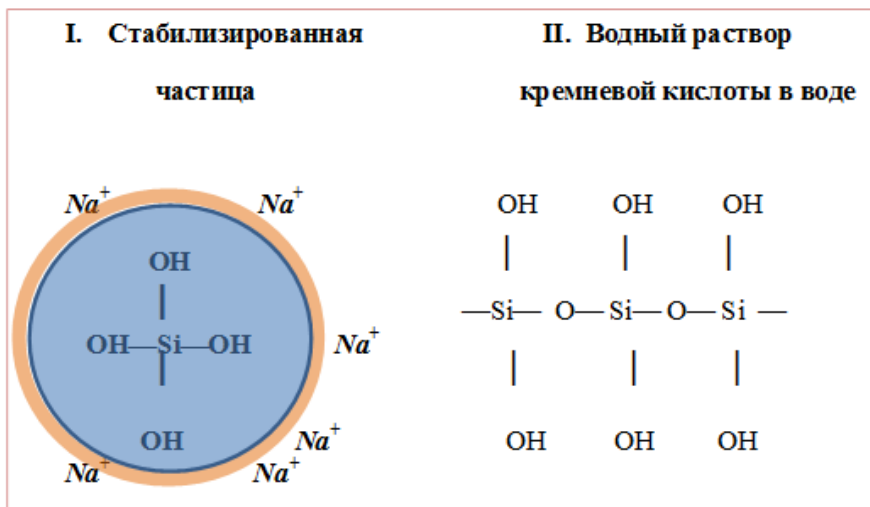 I. Стабилизированная
частица
II. Водный раствор
кремневой кислоты в воде
Na+ Na+
OH
OH—Si—OH
Na+
OH
Na+
Na+ Na+
OH OH OH
| | |
—Si— O—Si—O— Si —
| | |
OH OH OH